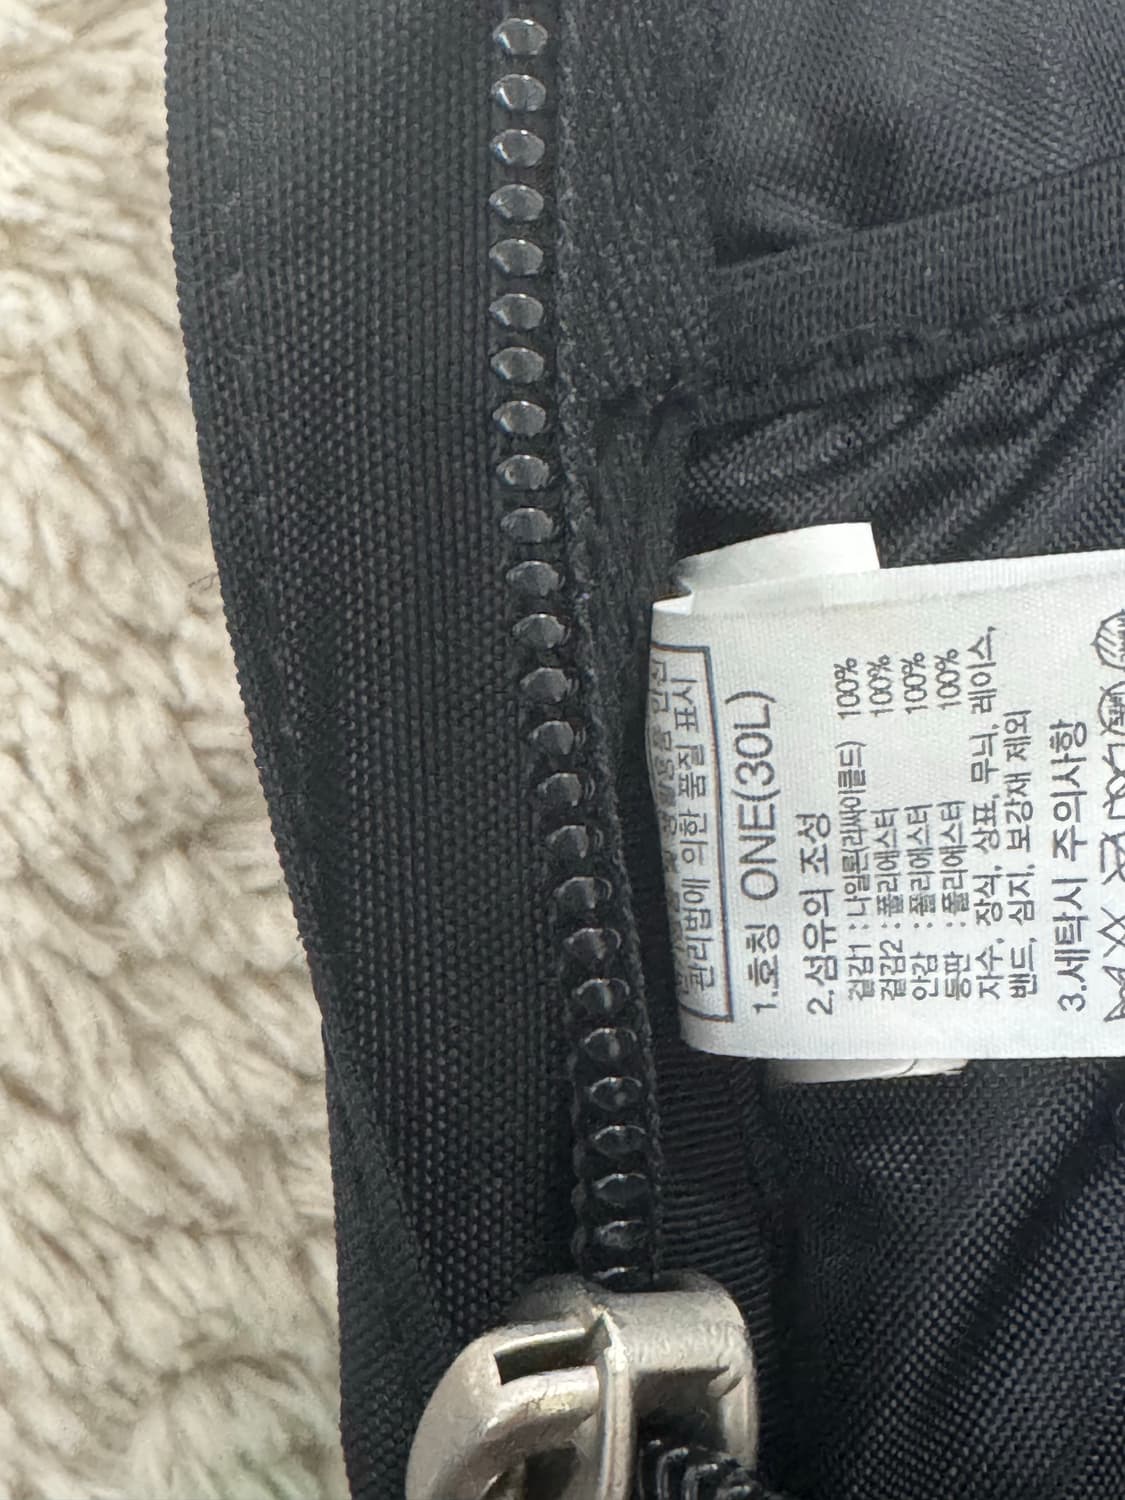 관리법에 의한 품질 표시
1.호칭 ONE(30L)
2.섬유의 조성
겉감1 : 나일론(리싸이클드) 100%
겉감2 : 폴리에스터 100%
안감 : 폴리에스터 100%
등판 : 폴리에스터 100%
자수, 장식, 상표, 무늬, 레이스,
밴드, 심지, 보강재 제외
3.세탁시 주의사항